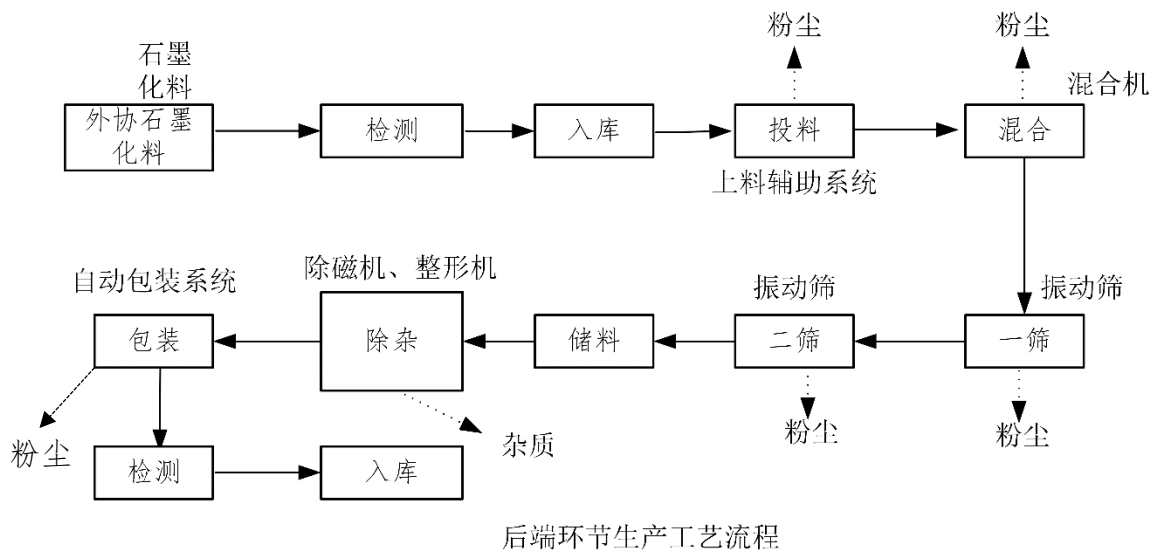 粉尘
粉尘
石墨
化料
混合机
外协石墨
化料
检测
入库
投料
混合
上料辅助系统
除磁机、整形机
自动包装系统
振动筛
振动筛
包装
除杂
储料
二筛
一筛
粉尘
粉尘
粉尘
杂质
检测
入库
后端环节生产工艺流程